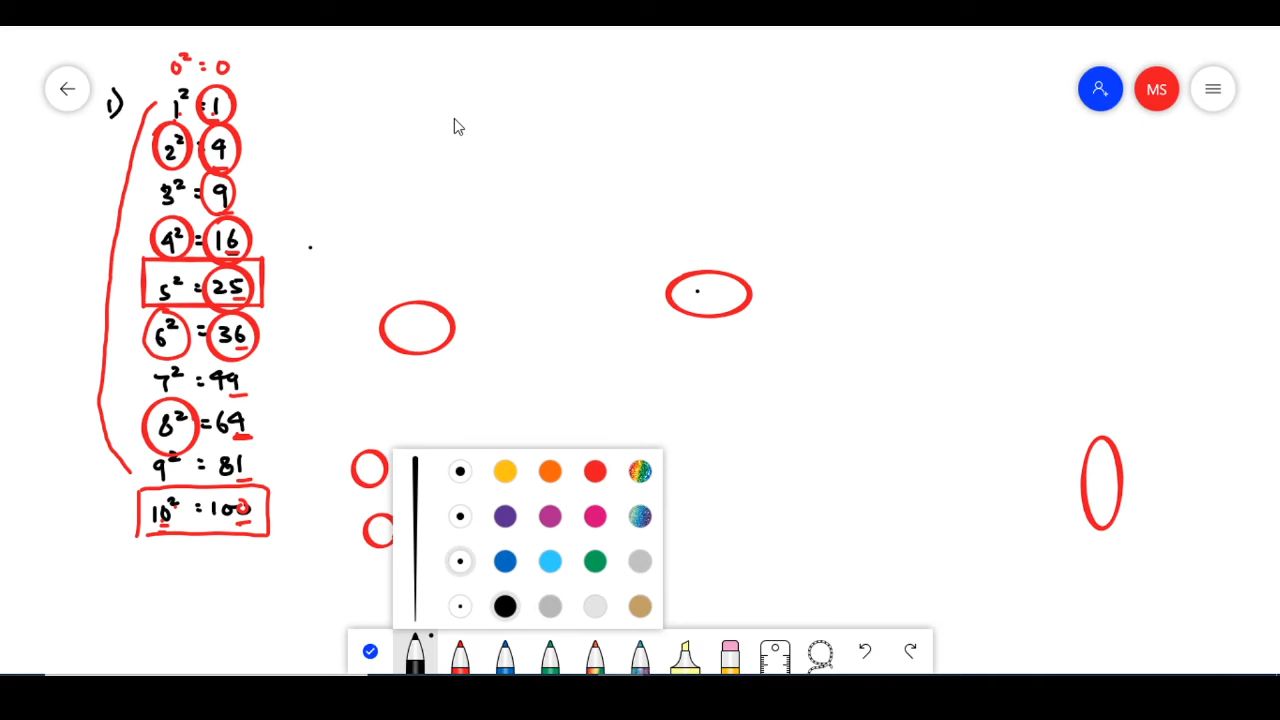 0² = 0
1) 1² = 1
2² = 4
3² = 9
4² = 16
5² = 25
6² = 36
7² = 49
8² = 64
9² = 81
10² = 100
MS